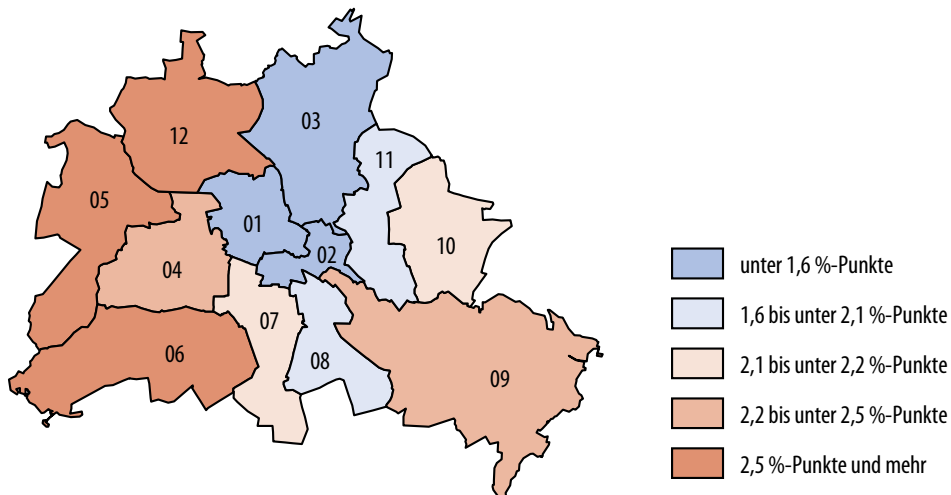 12
03
11
05
01
10
04
02
07
06
08
09
unter 1,6 %-Punkte
1,6 bis unter 2,1 %-Punkte
2,1 bis unter 2,2 %-Punkte
2,2 bis unter 2,5 %-Punkte
2,5 %-Punkte und mehr